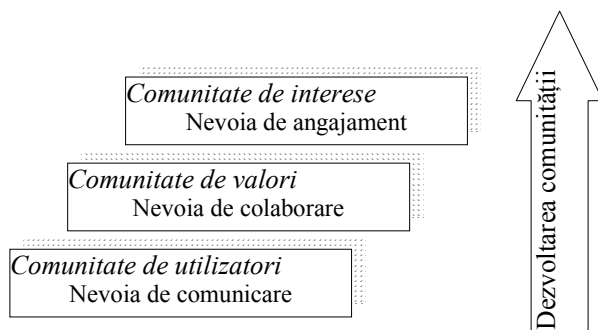 Comunitate de interese
Nevoia de angajament
Comunitate de valori
Nevoia de colaborare
Comunitate de utilizatori
Nevoia de comunicare
Dezvoltarea comunității